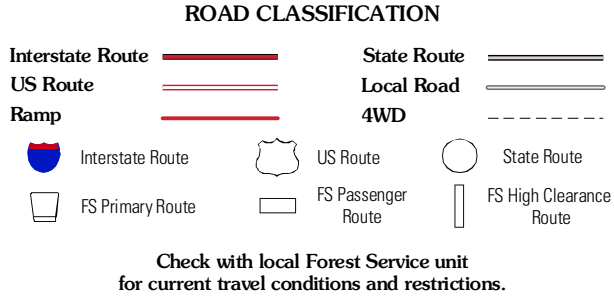 ROAD CLASSIFICATION
Interstate Route
State Route
US Route
Local Road
Ramp
4WD
Interstate Route
US Route
State Route
FS Primary Route
FS Passenger
Route
FS High Clearance
Route
Check with local Forest Service unit
for current travel conditions and restrictions.